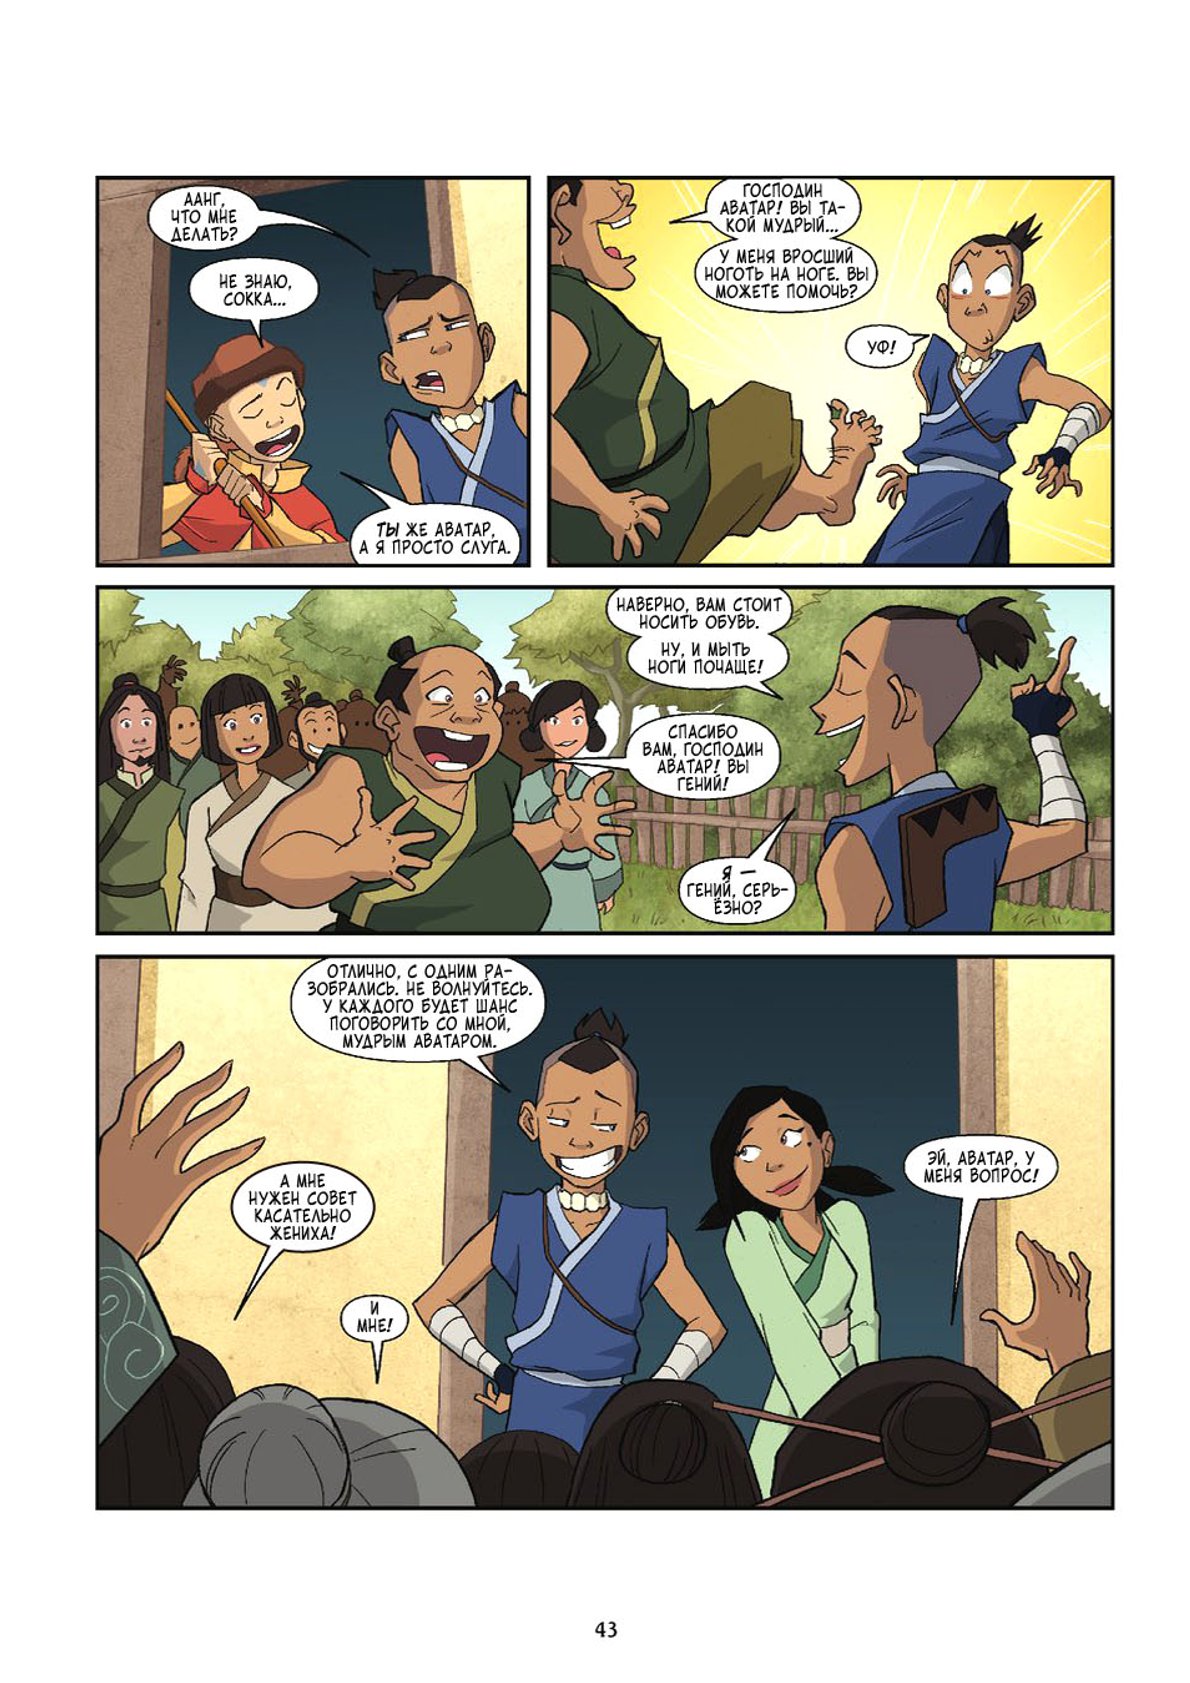 ААНГ,
ЧТО МНЕ
ДЕЛАТЬ?
НЕ ЗНАЮ,
СОККА...
ТЫ ЖЕ АВАТАР,
А Я ПРОСТО СЛУГА.
ГОСПОДИН
АВАТАР! ВЫ ТА-
КОЙ МУДРЫЙ...
У МЕНЯ ВРОСШИЙ
НОГОТЬ НА НОГЕ. ВЫ
МОЖЕТЕ ПОМОЧЬ?
УФ!
НАВЕРНО, ВАМ СТОИТ
НОСИТЬ ОБУВЬ.
НУ, И МЫТЬ
НОГИ ПОЧАЩЕ!
СПАСИБО
ВАМ, ГОСПОДИН
АВАТАР! ВЫ
ГЕНИЙ!
Я —
ГЕНИЙ, СЕРЬ-
ЁЗНО?
ОТЛИЧНО, С ОДНИМ РА-
ЗОБРАЛИСЬ. НЕ ВОЛНУЙТЕСЬ.
У КАЖДОГО БУДЕТ ШАНС
ПОГОВОРИТЬ СО МНОЙ,
МУДРЫМ АВАТАРОМ.
А МНЕ
НУЖЕН СОВЕТ
КАСАТЕЛЬНО
ЖЕНИХА!
И
МНЕ!
ЭЙ, АВАТАР, У
МЕНЯ ВОПРОС!
43